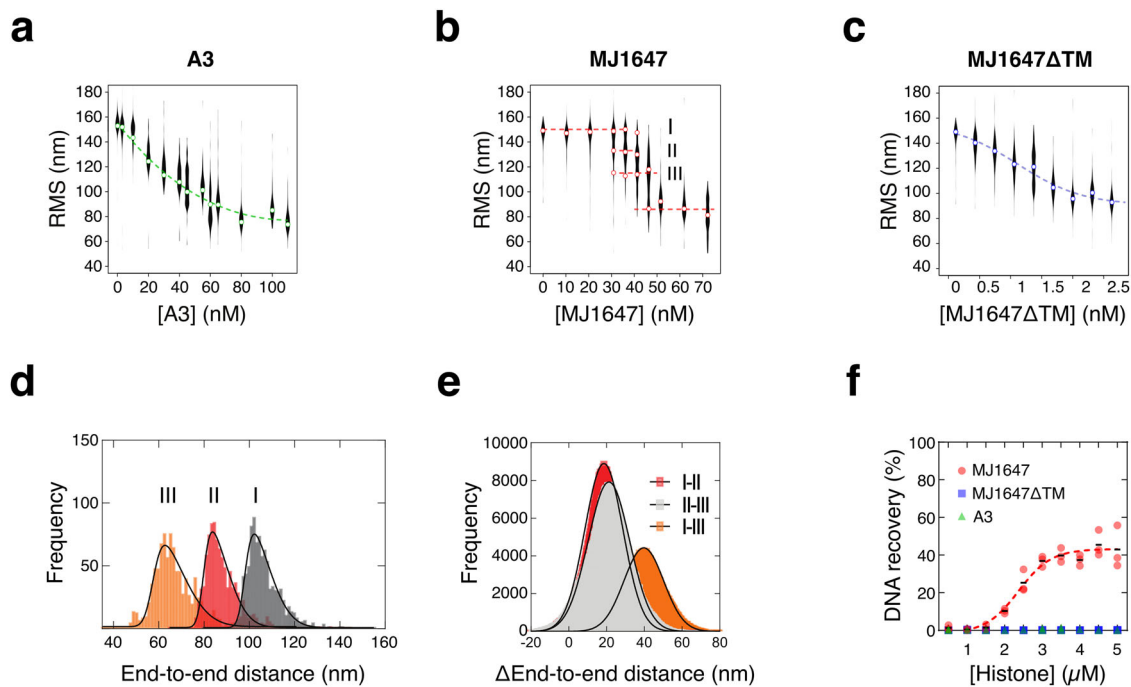 a
A3
RMS (nm)
180
160
140
120
100
80
60
40
0 20 40 60 80 100
[A3] (nM)
b
MJ1647
RMS (nm)
180
160
140
120
100
80
60
40
I
II
III
0 10 20 30 40 50 60 70
[MJ1647] (nM)
c
MJ1647ΔTM
RMS (nm)
180
160
140
120
100
80
60
40
0 0.5 1 1.5 2 2.5
[MJ1647ΔTM] (nM)
d
Frequency
150
100
50
III II I
40 60 80 100 120 140 160
End-to-end distance (nm)
e
Frequency
10000
8000
6000
4000
2000
0
I-II
II-III
I-III
-20 0 20 40 60 80
ΔEnd-to-end distance (nm)
f
DNA recovery (%)
100
80
60
40
20
0
MJ1647
MJ1647ΔTM
A3
1 2 3 4 5
[Histone] (µM)